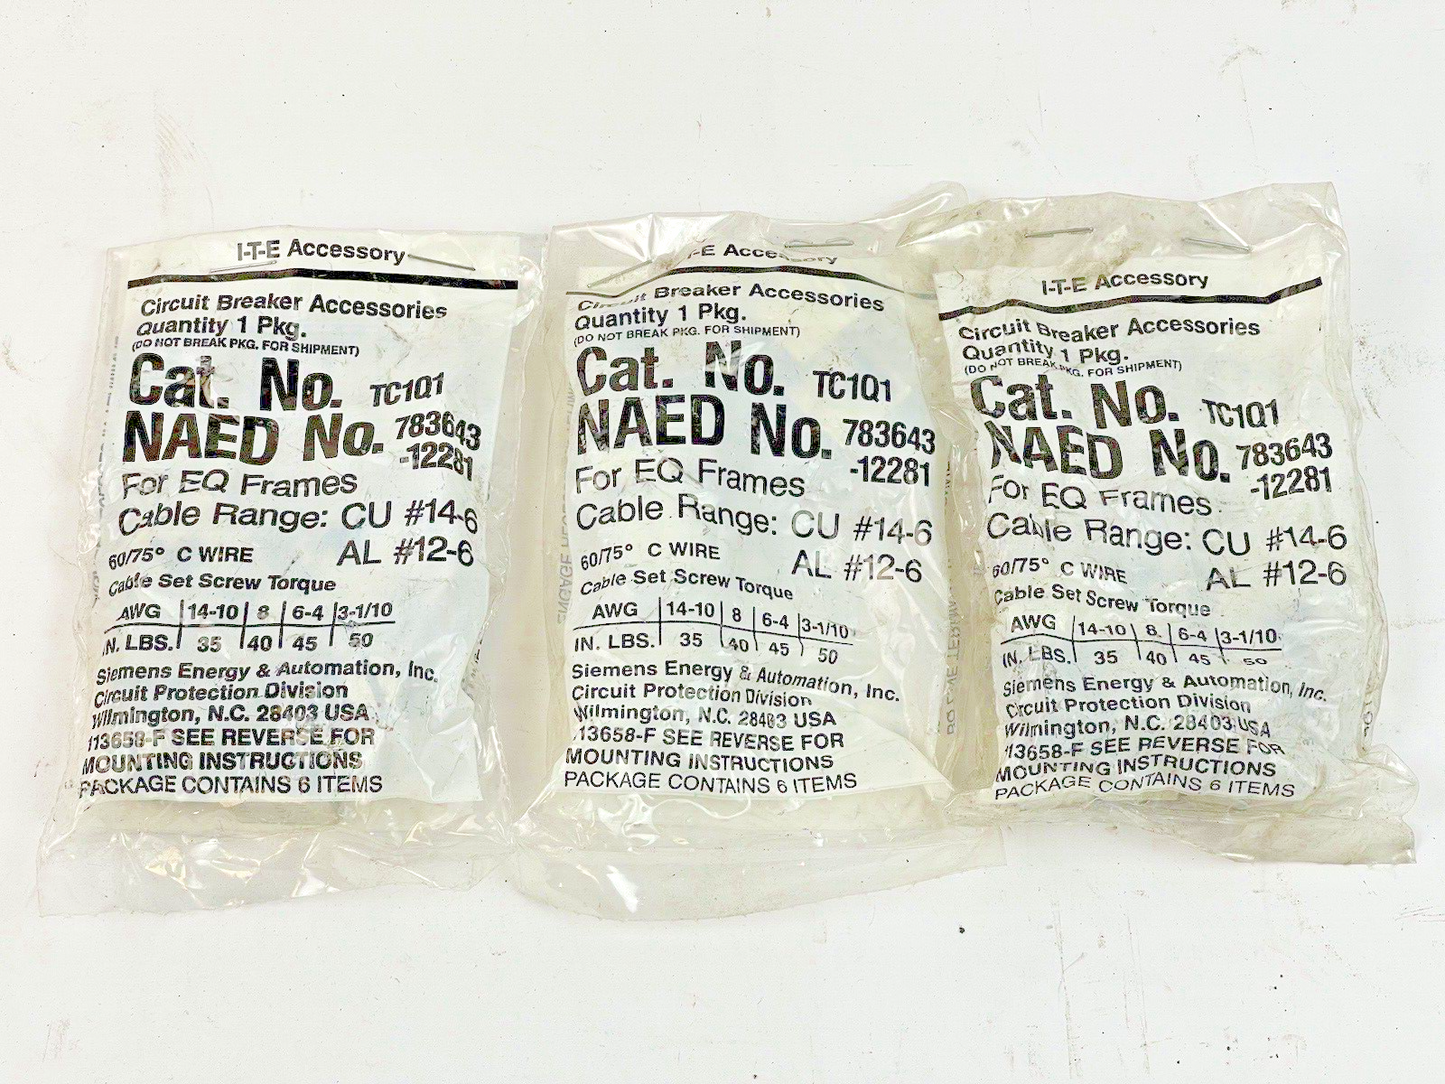 I-T-E Accessory
Circuit Breaker Accessories
Quantity 1 Pkg.
(DO NOT BREAK PKG. FOR SHIPMENT)
Cat. No. TC1Q1
NAED No. 783643
-12281
For EQ Frames
Cable Range: CU #14-6
60/75° C WIRE AL #12-6
Cable Set Screw Torque
AWG 14-10 8 6-4 3-1/10
IN. LBS. 35 40 45 50
Siemens Energy & Automation, Inc.
Circuit Protection Division
Wilmington, N.C. 28403 USA
113658-F SEE REVERSE FOR
MOUNTING INSTRUCTIONS
PACKAGE CONTAINS 6 ITEMS
I-T-E Accessory
Circuit Breaker Accessories
Quantity 1 Pkg.
(DO NOT BREAK PKG. FOR SHIPMENT)
Cat. No. TC1Q1
NAED No. 783643
-12281
For EQ Frames
Cable Range: CU #14-6
60/75° C WIRE AL #12-6
Cable Set Screw Torque
AWG 14-10 8 6-4 3-1/10
IN. LBS. 35 40 45 50
Siemens Energy & Automation, Inc.
Circuit Protection Division
Wilmington, N.C. 28403 USA
113658-F SEE REVERSE FOR
MOUNTING INSTRUCTIONS
PACKAGE CONTAINS 6 ITEMS
I-T-E Accessory
Circuit Breaker Accessories
Quantity 1 Pkg.
(DO NOT BREAK PKG. FOR SHIPMENT)
Cat. No. TC1Q1
NAED No. 783643
-12281
For EQ Frames
Cable Range: CU #14-6
60/75° C WIRE AL #12-6
Cable Set Screw Torque
AWG 14-10 8 6-4 3-1/10
IN. LBS. 35 40 45 50
Siemens Energy & Automation, Inc.
Circuit Protection Division
Wilmington, N.C. 28403 USA
113658-F SEE REVERSE FOR
MOUNTING INSTRUCTIONS
PACKAGE CONTAINS 6 ITEMS